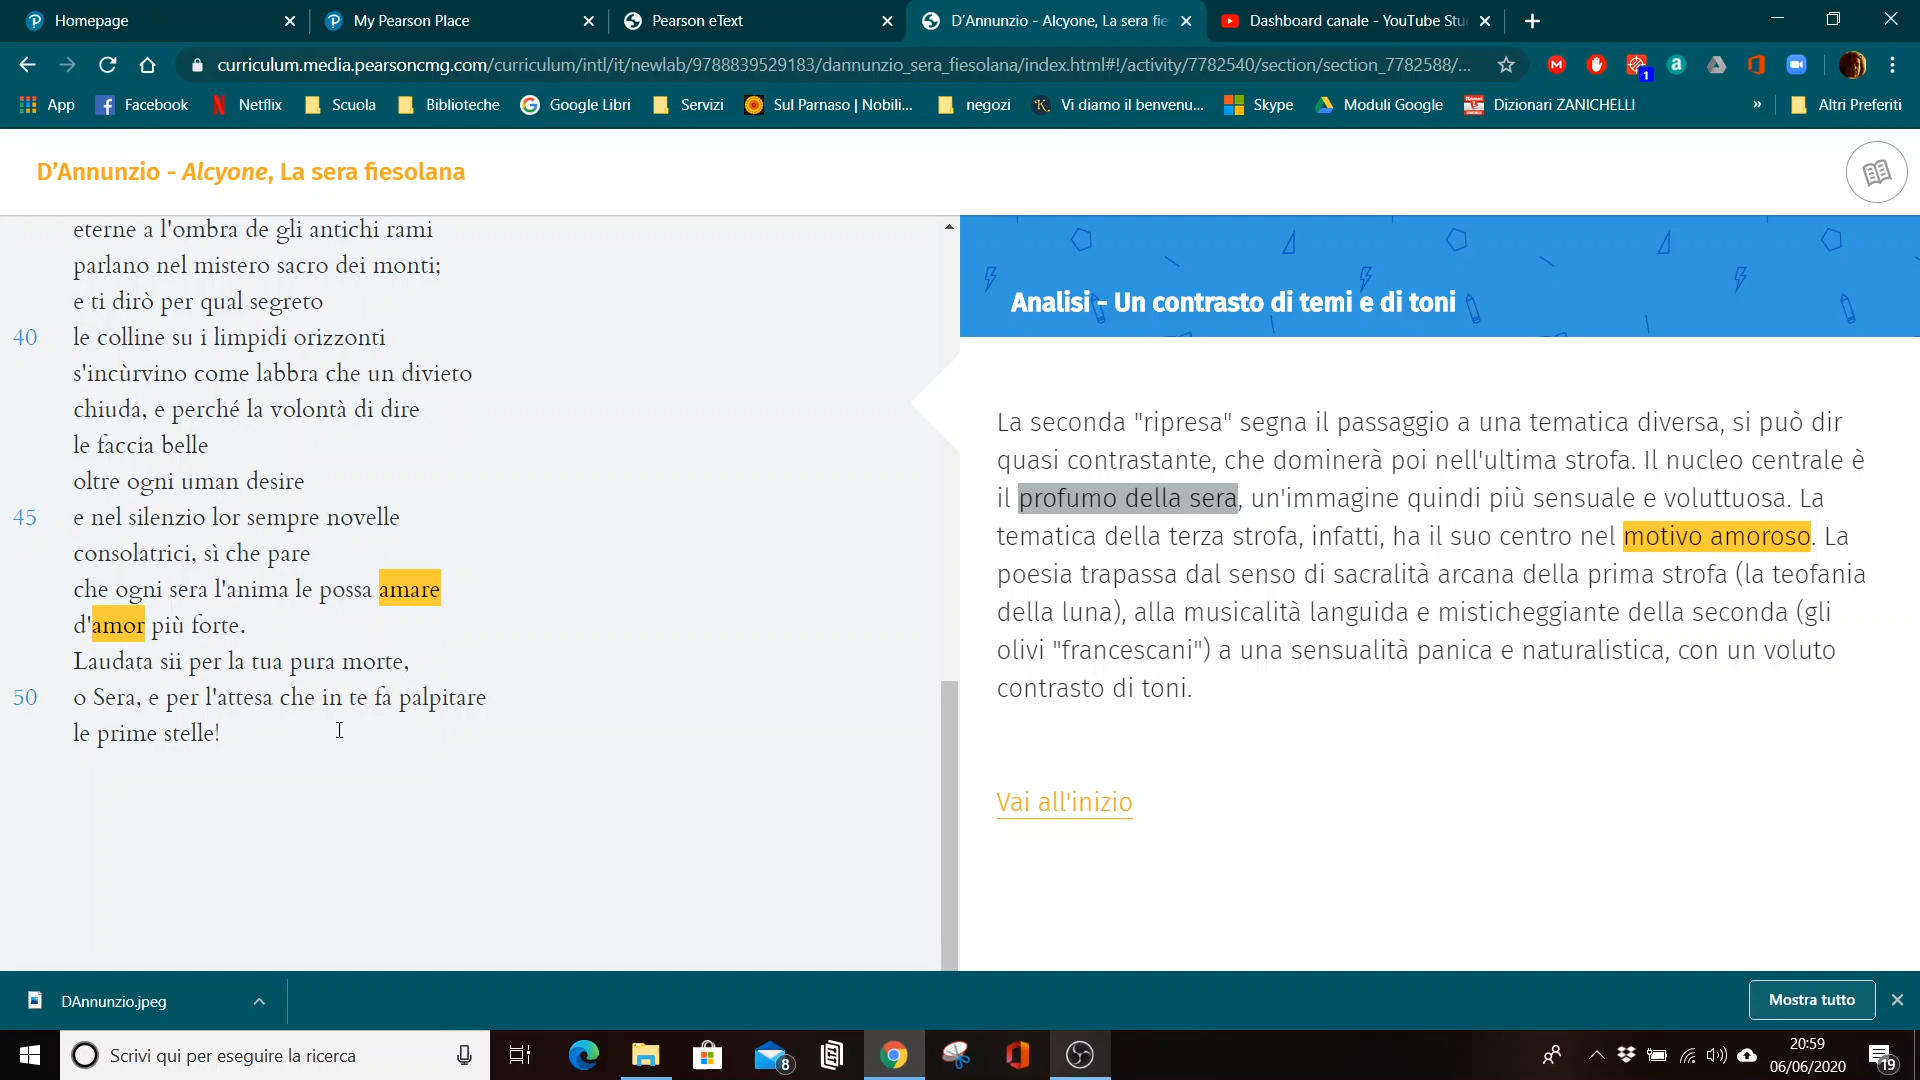 Homepage
My Pearson Place
Pearson eText
D'Annunzio - Alcyone, La sera fie
Dashboard canale - YouTube Stu
curriculum.media.pearsoncmg.com/curriculum/intl/it/newlab/9788839529183/dannunzio_sera_fiesolana/index.html#!/activity/7782540/section/section_7782588/...
1
App
Facebook
Netflix
Scuola
Biblioteche
Google Libri
Servizi
Sul Parnaso | Nobili...
negozi
Vi diamo il benvenu...
Skype
Moduli Google
Dizionari ZANICHELLI
»
Altri Preferiti
D'Annunzio - Alcyone, La sera fiesolana
eterne a l'ombra de gli antichi rami
parlano nel mistero sacro dei monti;
e ti dirò per qual segreto
40 le colline su i limpidi orizzonti
s'incùrvino come labbra che un divieto
chiuda, e perché la volontà di dire
le faccia belle
oltre ogni uman desire
45 e nel silenzio lor sempre novelle
consolatrici, sì che pare
che ogni sera l'anima le possa amare
d'amor più forte.
Laudata sii per la tua pura morte,
50 o Sera, e per l'attesa che in te fa palpitare
le prime stelle!
Analisi - Un contrasto di temi e di toni
La seconda "ripresa" segna il passaggio a una tematica diversa, si può dir
quasi contrastante, che dominerà poi nell'ultima strofa. Il nucleo centrale è
il profumo della sera, un'immagine quindi più sensuale e voluttuosa. La
tematica della terza strofa, infatti, ha il suo centro nel motivo amoroso. La
poesia trapassa dal senso di sacralità arcana della prima strofa (la teofania
della luna), alla musicalità languida e misticheggiante della seconda (gli
olivi "francescani") a una sensualità panica e naturalistica, con un voluto
contrasto di toni.
Vai all'inizio
DAnnunzio.jpeg
Mostra tutto
Scrivi qui per eseguire la ricerca
8
20:59
06/06/2020
19